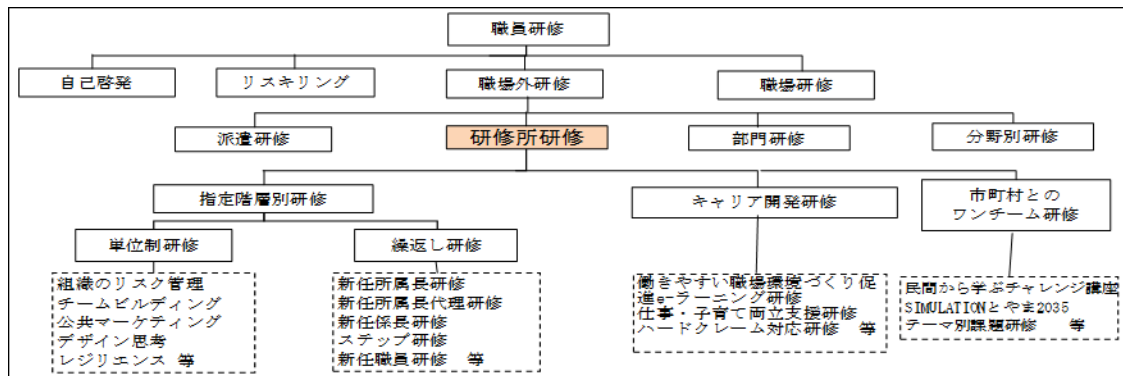 職員研修
自己啓発
リスキリング
職場外研修
職場研修
派遣研修
研修所研修
部門研修
分野別研修
指定階層別研修
キャリア開発研修
市町村との
ワンチーム研修
単位制研修
繰返し研修
組織のリスク管理
チームビルディング
公共マーケティング
デザイン思考
レジリエンス 等
新任所属長研修
新任所属長代理研修
新任係長研修
ステップ研修
新任職員研修 等
働きやすい職場環境づくり促
進e-ラーニング研修
仕事・子育て両立支援研修
ハードクレーム対応研修 等
民間から学ぶチャレンジ講座
SIMULATIONとやま2035
テーマ別課題研修 等